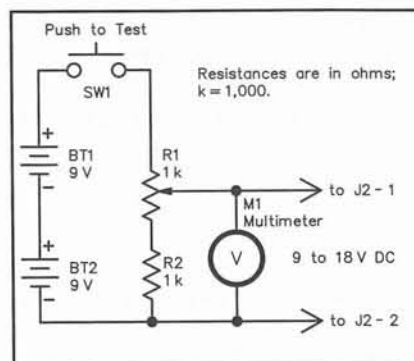 Push to Test
SW1
Resistances are in ohms;
k = 1,000.
+
BT1
9 V
–
R1
1 k
to J2 - 1
M1
Multimeter
+
BT2
9 V
–
R2
1 k
V
9 to 18 V DC
to J2 - 2